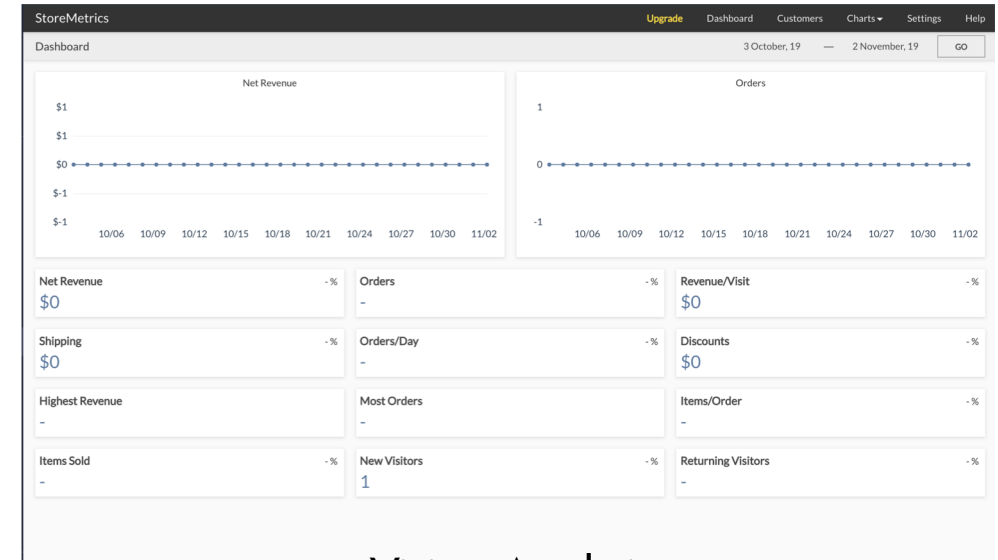 StoreMetrics Upgrade Dashboard Customers Charts Settings Help
Dashboard 3 October, 19 — 2 November, 19 GO
Net Revenue
$1
$1
$0
$-1
$-1
10/06 10/09 10/12 10/15 10/18 10/21 10/24 10/27 10/30 11/02
Orders
1
0
-1
10/06 10/09 10/12 10/15 10/18 10/21 10/24 10/27 10/30 11/02
Net Revenue - %
$0
Orders - %
-
Revenue/Visit - %
$0
Shipping - %
$0
Orders/Day - %
-
Discounts - %
$0
Highest Revenue
-
Most Orders
-
Items/Order - %
-
Items Sold - %
-
New Visitors - %
1
Returning Visitors - %
-